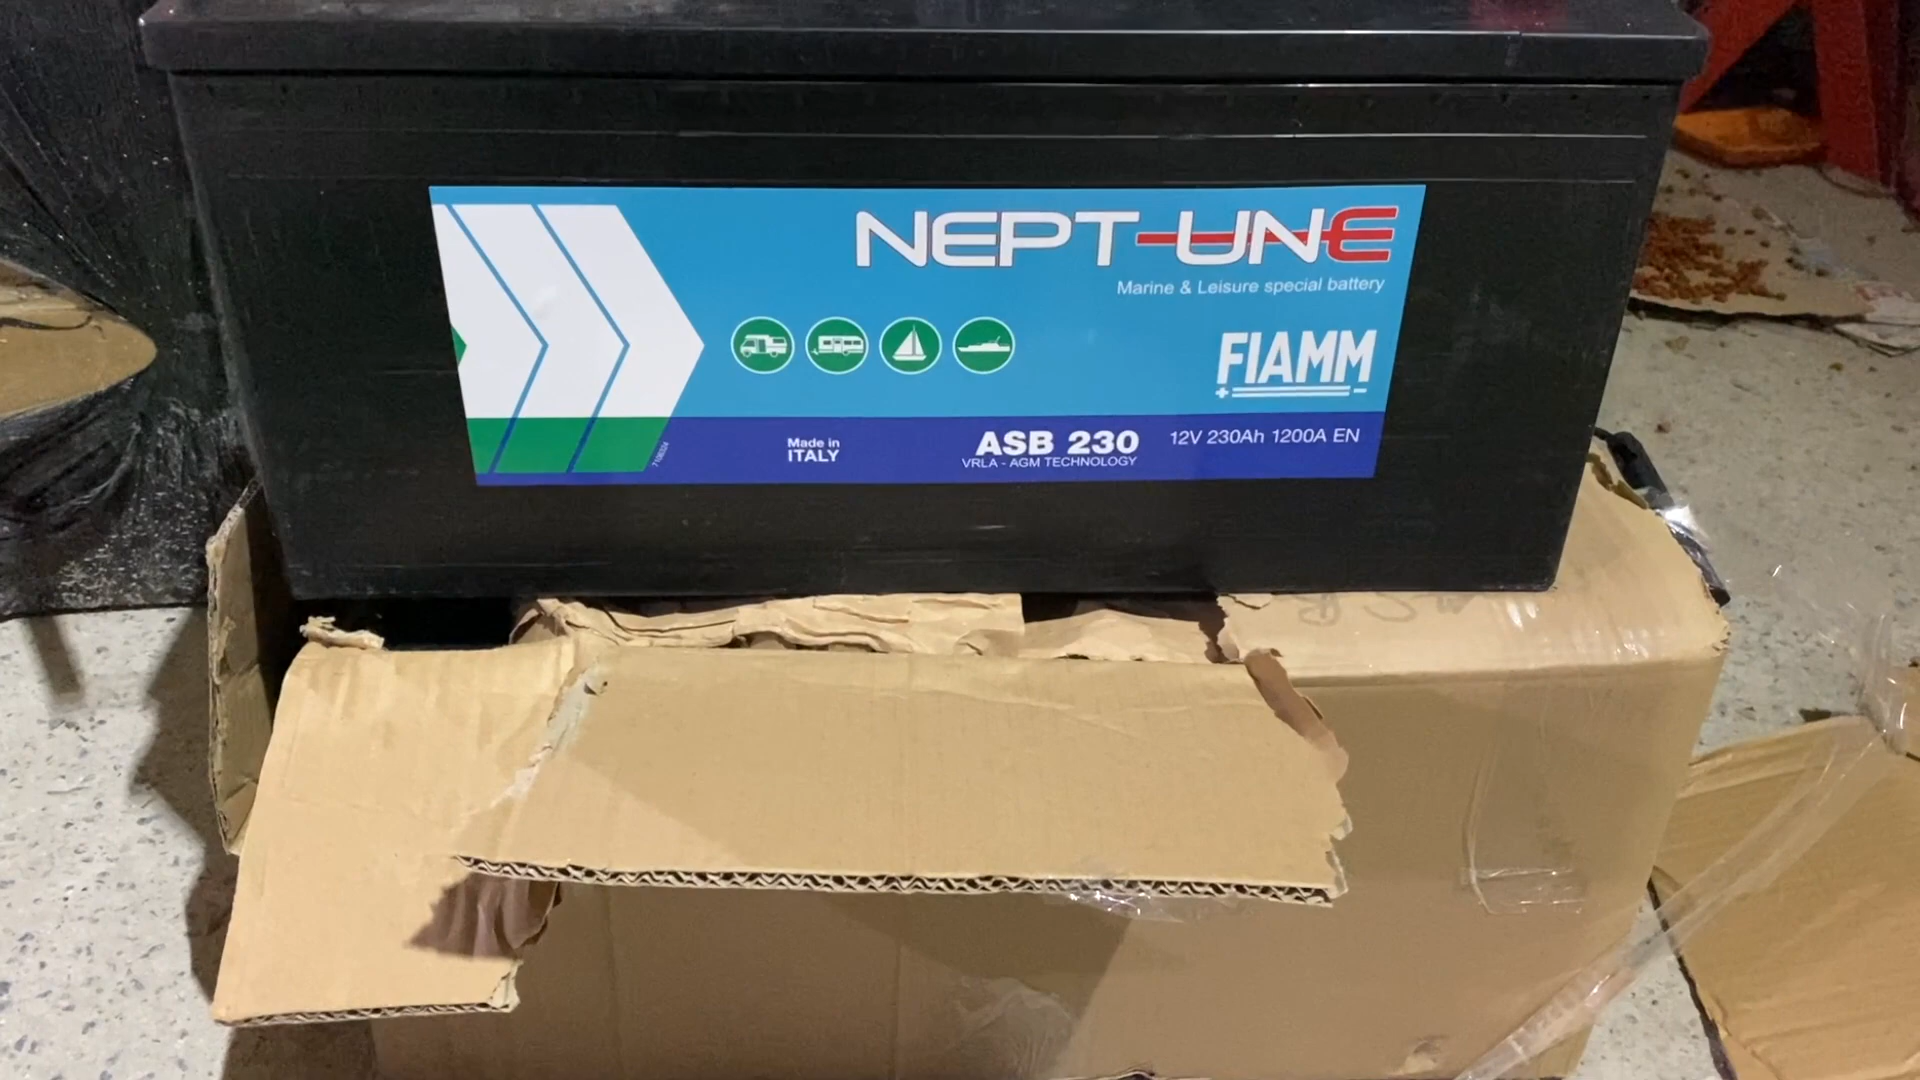 NEPT-UNE
Marine & Leisure special battery
FIAMM
+ -
Made in
ITALY
ASB 230
VRLA - AGM TECHNOLOGY
12V 230Ah 1200A EN